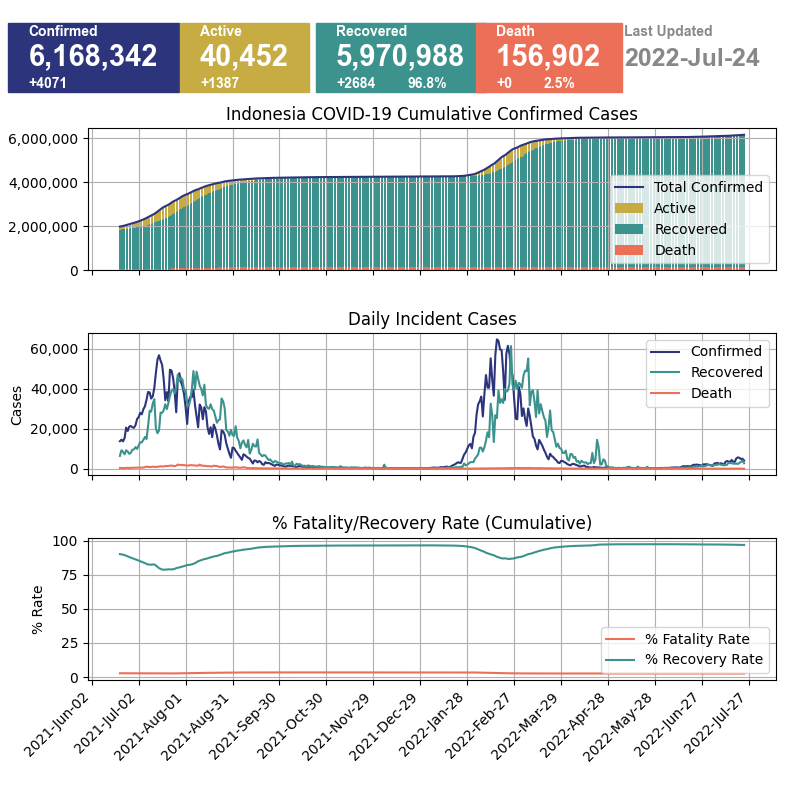 Confirmed
6,168,342
+4071
Active
40,452
+1387
Recovered
5,970,988
+2684 96.8%
Death
156,902
+0 2.5%
Last Updated
2022-Jul-24
Indonesia COVID-19 Cumulative Confirmed Cases
6,000,000
4,000,000
2,000,000
0
Total Confirmed
Active
Recovered
Death
Daily Incident Cases
Cases
60,000
40,000
20,000
0
Confirmed
Recovered
Death
% Fatality/Recovery Rate (Cumulative)
% Rate
100
75
50
25
0
% Fatality Rate
% Recovery Rate
2021-Jun-02
2021-Jul-02
2021-Aug-01
2021-Aug-31
2021-Sep-30
2021-Oct-30
2021-Nov-29
2021-Dec-29
2022-Jan-28
2022-Feb-27
2022-Mar-29
2022-Apr-28
2022-May-28
2022-Jun-27
2022-Jul-27